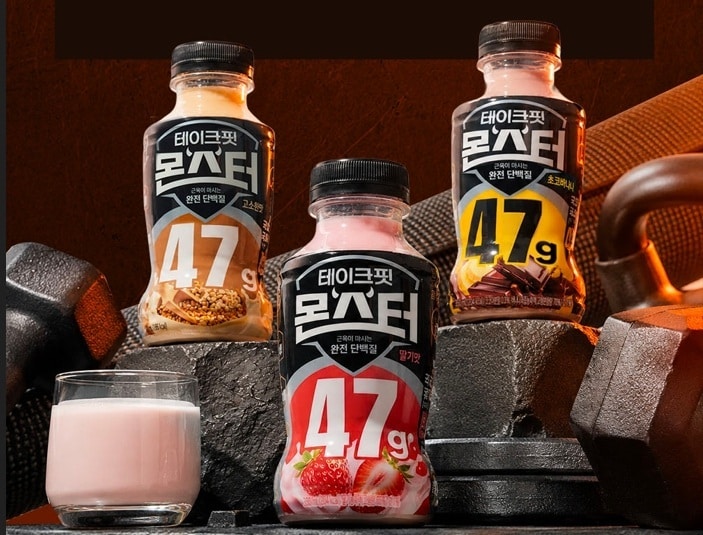 테이크핏
몬스터
근육이 마시는
완전 단백질
고소한맛
47g
테이크핏
몬스터
근육이 마시는
완전 단백질
딸기맛
47g
테이크핏
몬스터
근육이 마시는
완전 단백질
초코바나나
47g